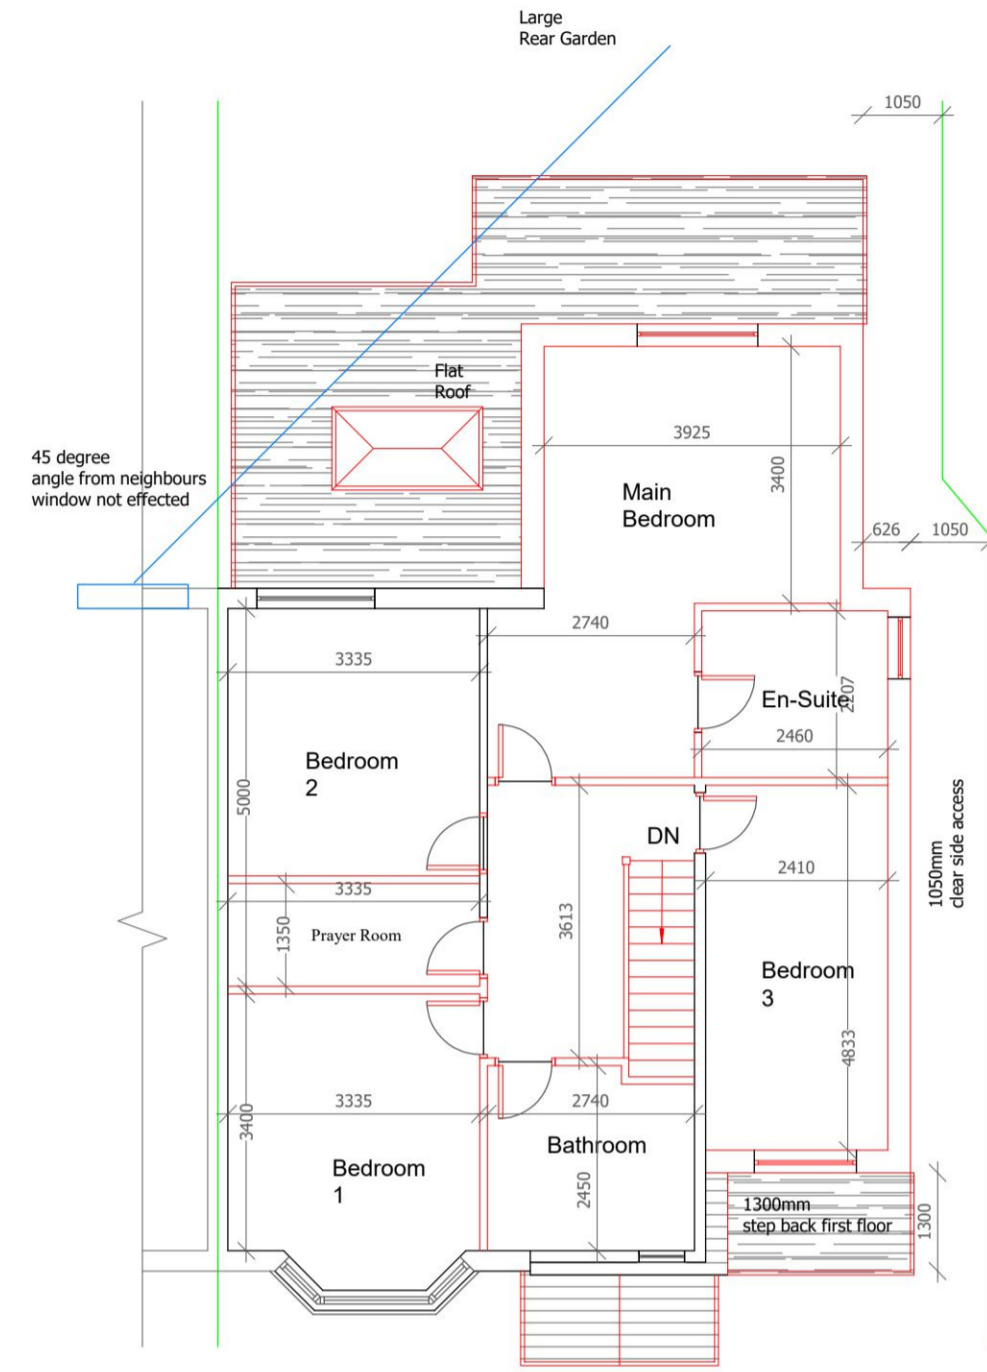 Large
Rear Garden
1050
Flat
Roof
3925
3400
45 degree
angle from neighbours
window not effected
Main
Bedroom
626
1050
2740
3335
2207
En-Suite
2460
Bedroom
2
5000
DN
2410
1050mm
clear side access
3335
1350
Prayer Room
3613
Bedroom
3
4833
3335
2740
3400
Bathroom
Bedroom
1
2450
1300mm
step back first floor
1300